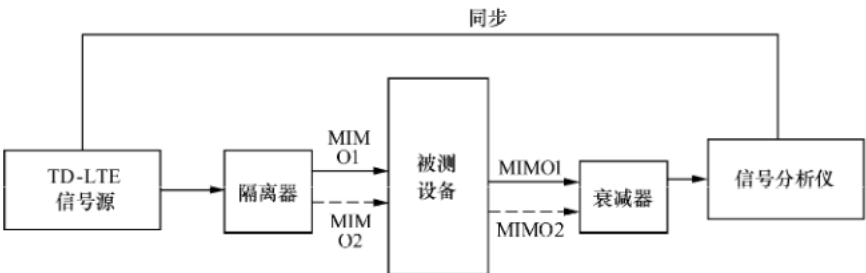 同步
TD-LTE
信号源
隔离器
MIM
O1
MIM
O2
被测
设备
MIMO1
MIMO2
衰减器
信号分析仪